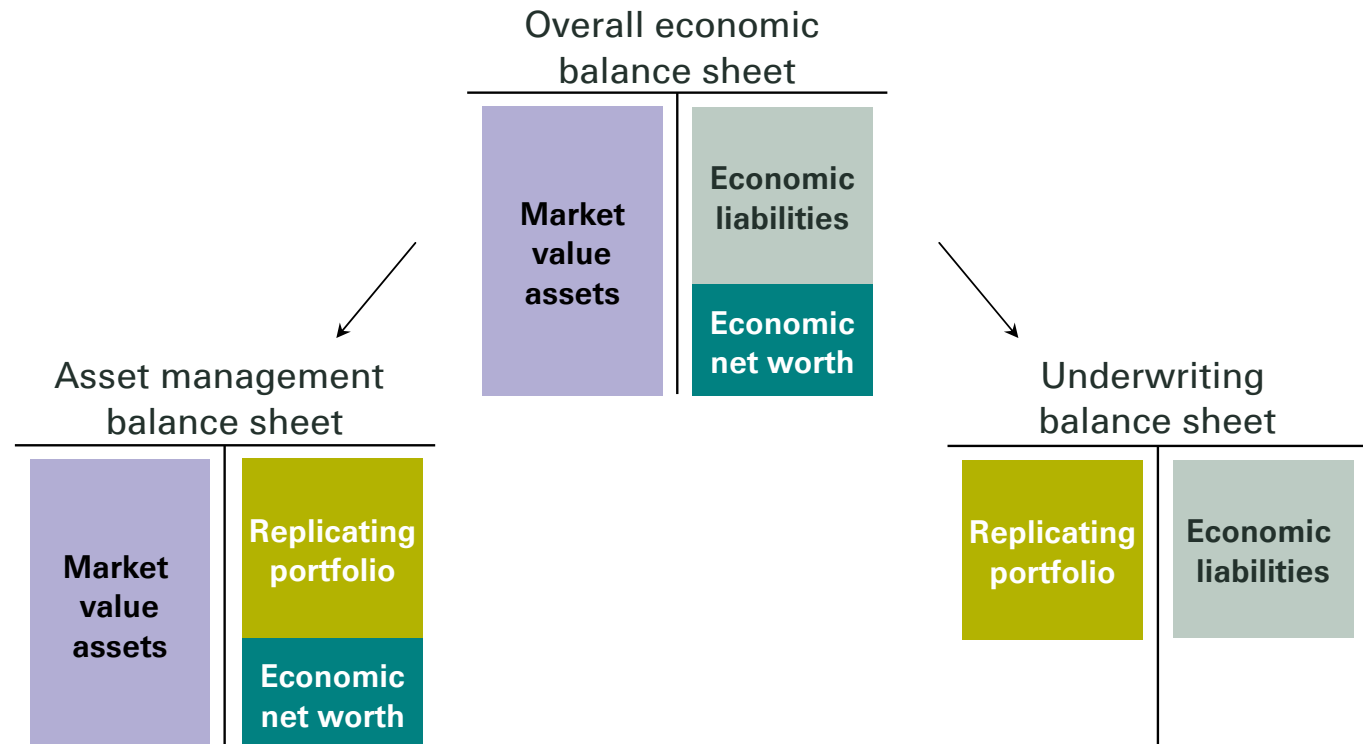 Overall economic
balance sheet
Market
value
assets
Economic
liabilities
Economic
net worth
Asset management
balance sheet
Market
value
assets
Replicating
portfolio
Economic
net worth
Underwriting
balance sheet
Replicating
portfolio
Economic
liabilities